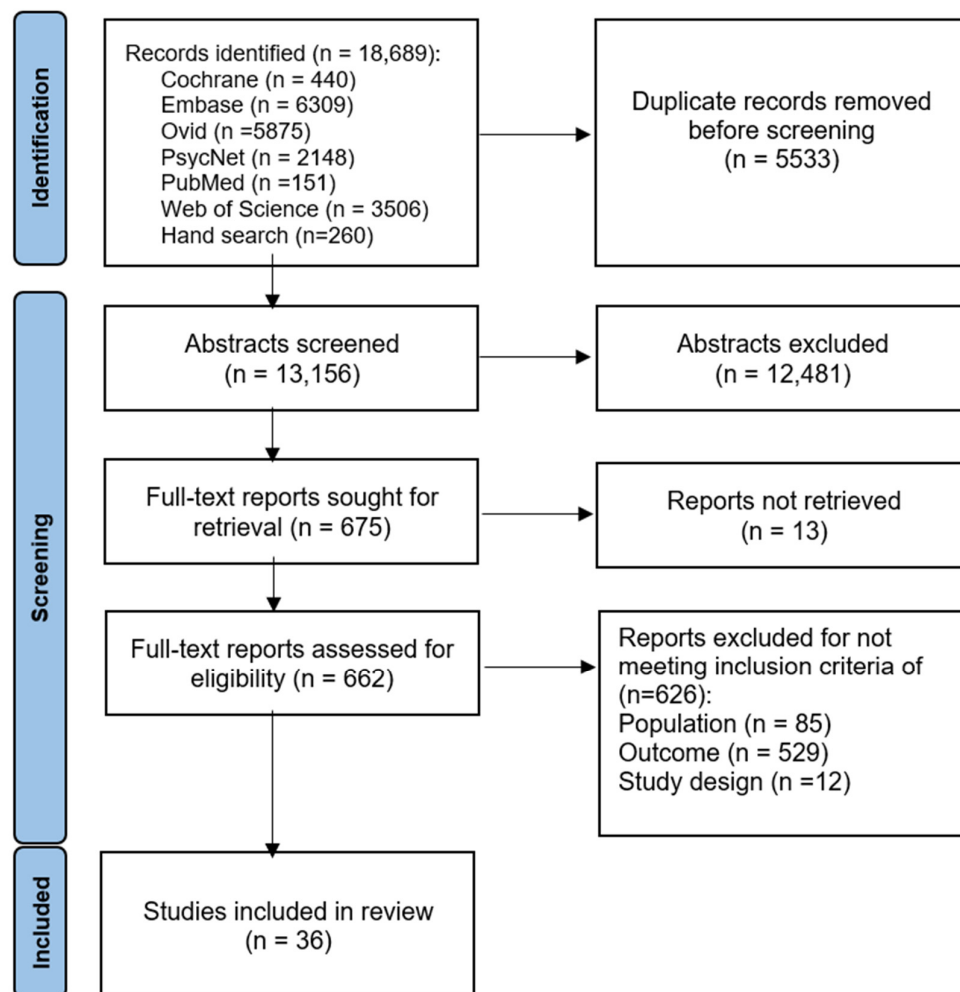 Identification
Records identified (n = 18,689):
Cochrane (n = 440)
Embase (n = 6309)
Ovid (n =5875)
PsycNet (n = 2148)
PubMed (n =151)
Web of Science (n = 3506)
Hand search (n=260)
Duplicate records removed
before screening
(n = 5533)
Screening
Abstracts screened
(n = 13,156)
Abstracts excluded
(n = 12,481)
Full-text reports sought for
retrieval (n = 675)
Reports not retrieved
(n = 13)
Full-text reports assessed for
eligibility (n = 662)
Reports excluded for not
meeting inclusion criteria of
(n=626):
Population (n = 85)
Outcome (n = 529)
Study design (n =12)
Included
Studies included in review
(n = 36)